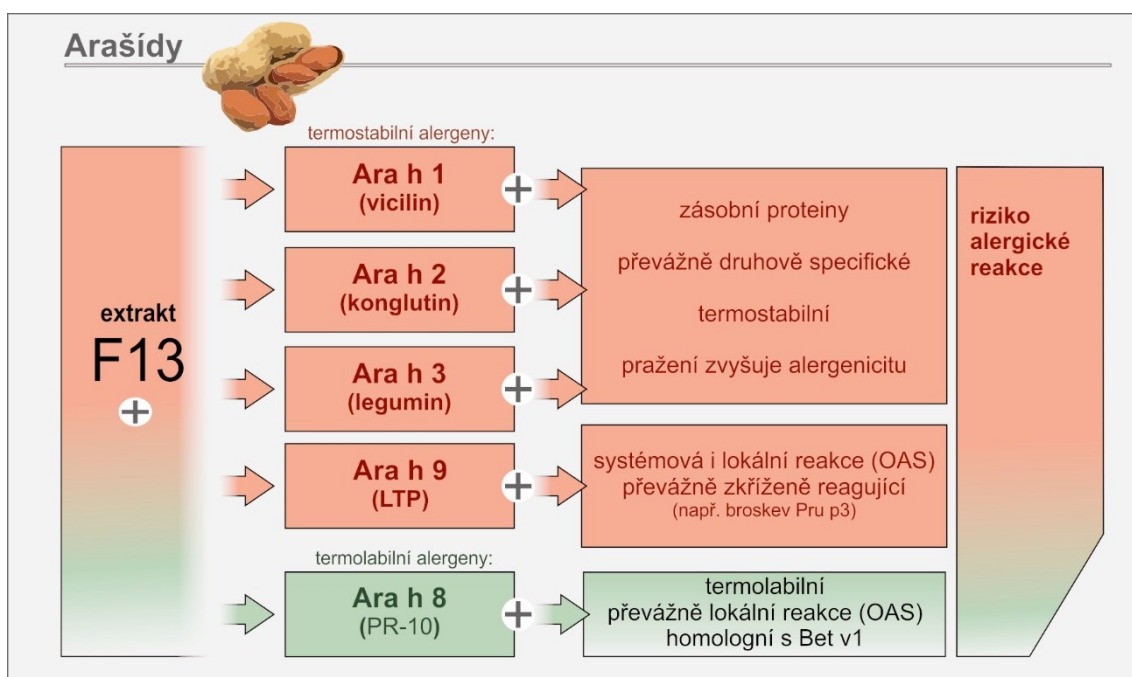 Arašídy
termostabilní alergeny:
extrakt
F13
+
Ara h 1
(vicilin)
+
Ara h 2
(konglutin)
+
Ara h 3
(legumin)
+
zásobní proteiny
převážně druhově specifické
termostabilní
pražení zvyšuje alergenicitu
Ara h 9
(LTP)
+
systémová i lokální reakce (OAS)
převážně zkříženě reagující
(např. broskev Pru p3)
termolabilní alergeny:
Ara h 8
(PR-10)
+
termolabilní
převážně lokální reakce (OAS)
homologní s Bet v1
riziko
alergické
reakce